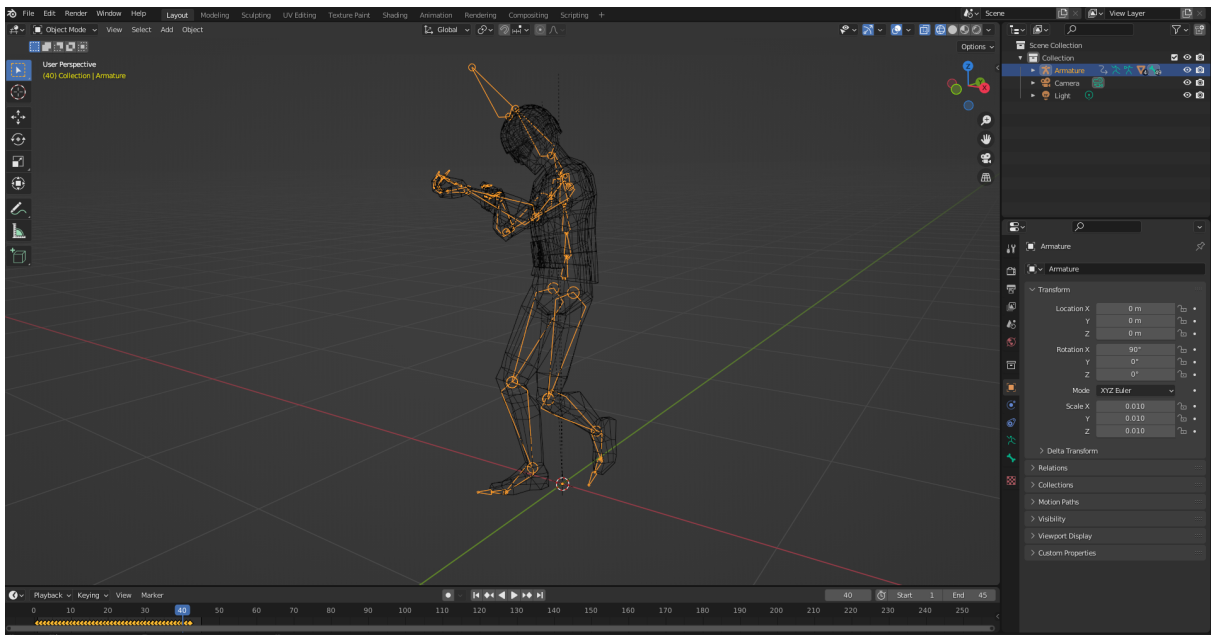 File Edit Render Window Help Layout Modeling Sculpting UV Editing Texture Paint Shading Animation Rendering Compositing Scripting + Scene View Layer
Object Mode View Select Add Object Global
Options
User Perspective
(40) Collection | Armature
Z
Y
X
Scene Collection
Collection
Armature
Camera
Light
Armature
Armature
Transform
Location X 0 m
Y 0 m
Z 0 m
Rotation X 90°
Y 0°
Z 0°
Mode XYZ Euler
Scale X 0.010
Y 0.010
Z 0.010
Delta Transform
Relations
Collections
Motion Paths
Visibility
Viewport Display
Custom Properties
Playback Keying View Marker 40 Start 1 End 45
0 10 20 30 40 50 60 70 80 90 100 110 120 130 140 150 160 170 180 190 200 210 220 230 240 250